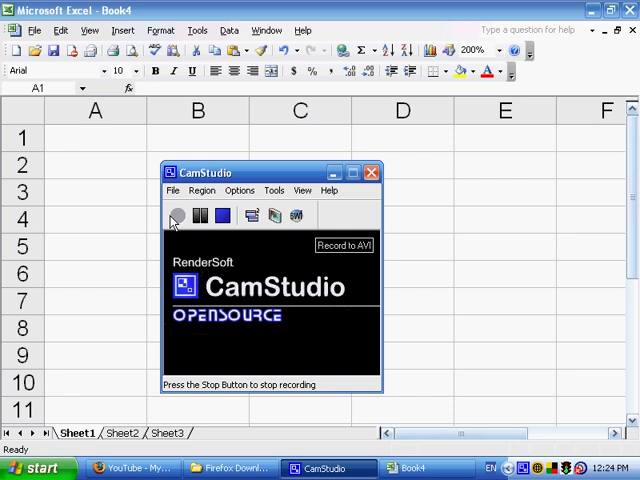 Microsoft Excel - Book4
File Edit View Insert Format Tools Data Window Help Type a question for help
Σ 200%
Arial 10 B I U $ %
A1 fx
A B C D E F
1
2
3
4
5
6
7
8
9
10
11
CamStudio
File Region Options Tools View Help
Record to AVI
RenderSoft
CamStudio
OPENSOURCE
Press the Stop Button to stop recording
Sheet1 Sheet2 Sheet3
Ready
start YouTube - My... Firefox Downl... CamStudio Book4 EN 12:24 PM